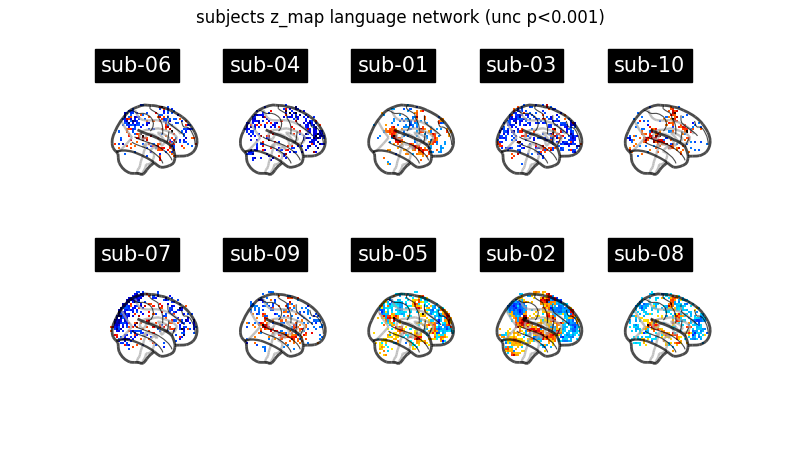 subjects z_map language network (unc p<0.001)
sub-06 sub-04 sub-01 sub-03 sub-10
sub-07 sub-09 sub-05 sub-02 sub-08